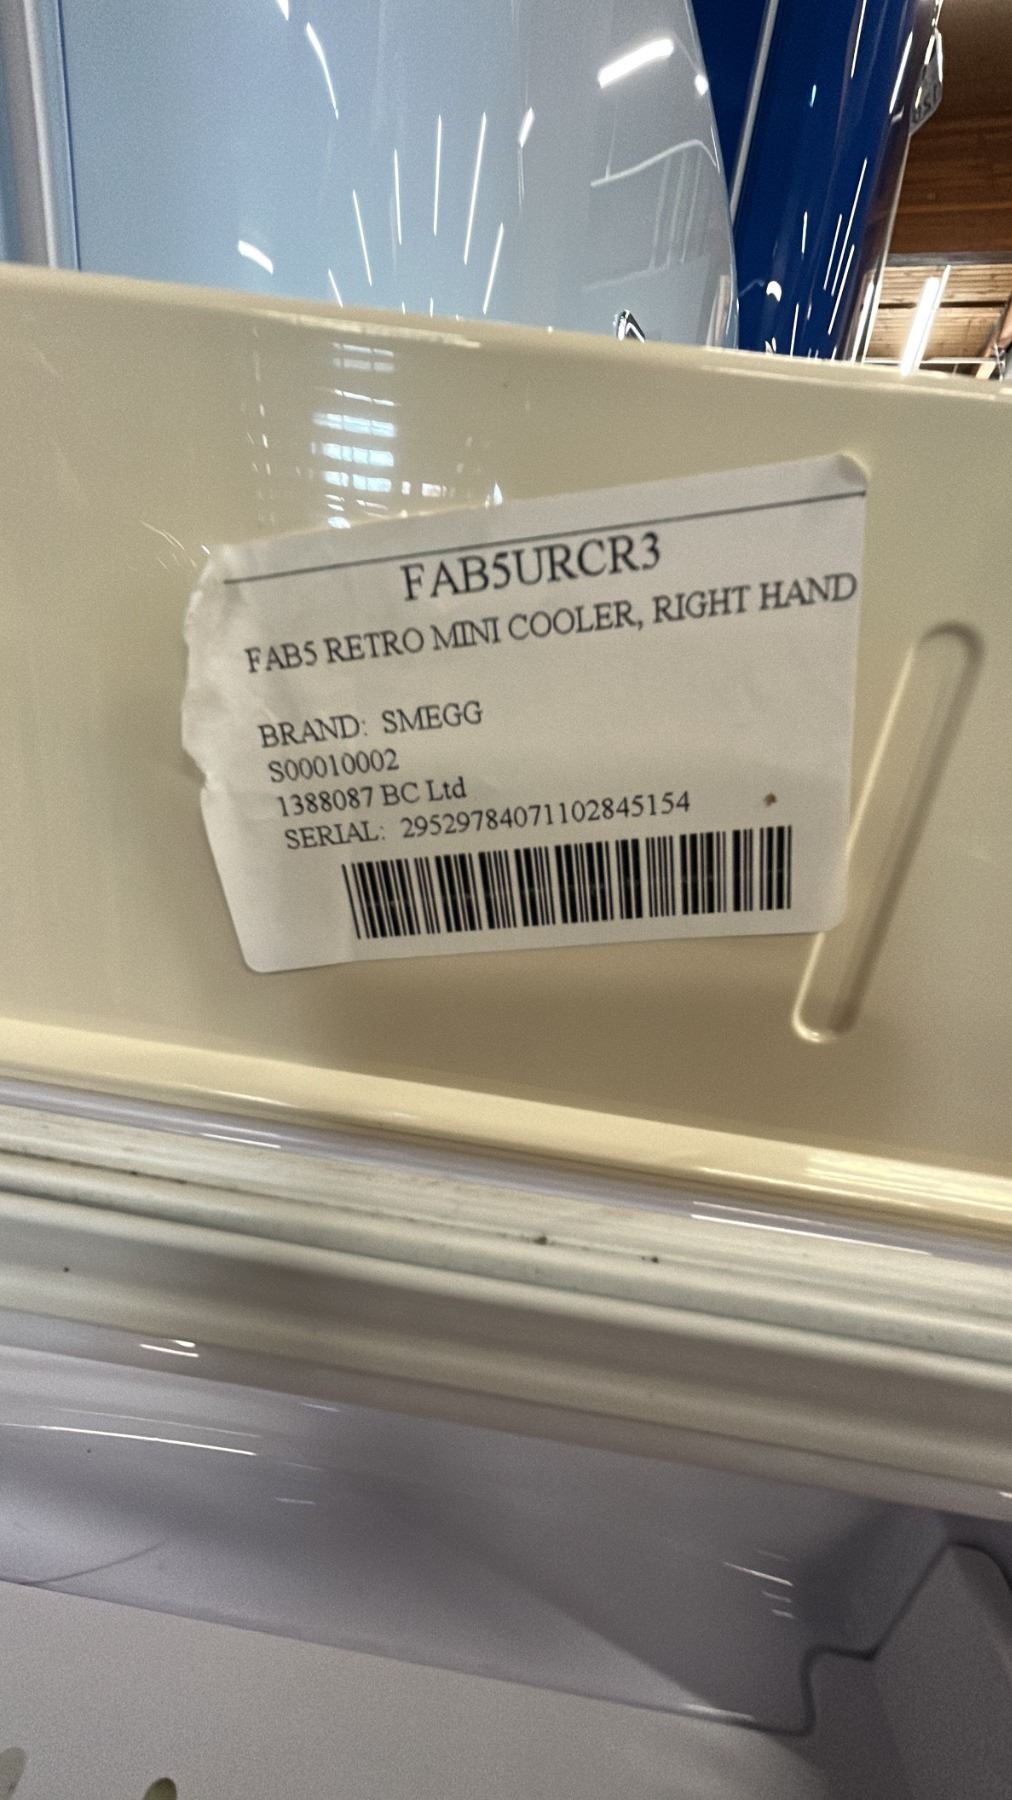 FAB5URCR3
FAB5 RETRO MINI COOLER, RIGHT HAND
BRAND: SMEGG
S00010002
1388087 BC Ltd
SERIAL: 29529784071102845154